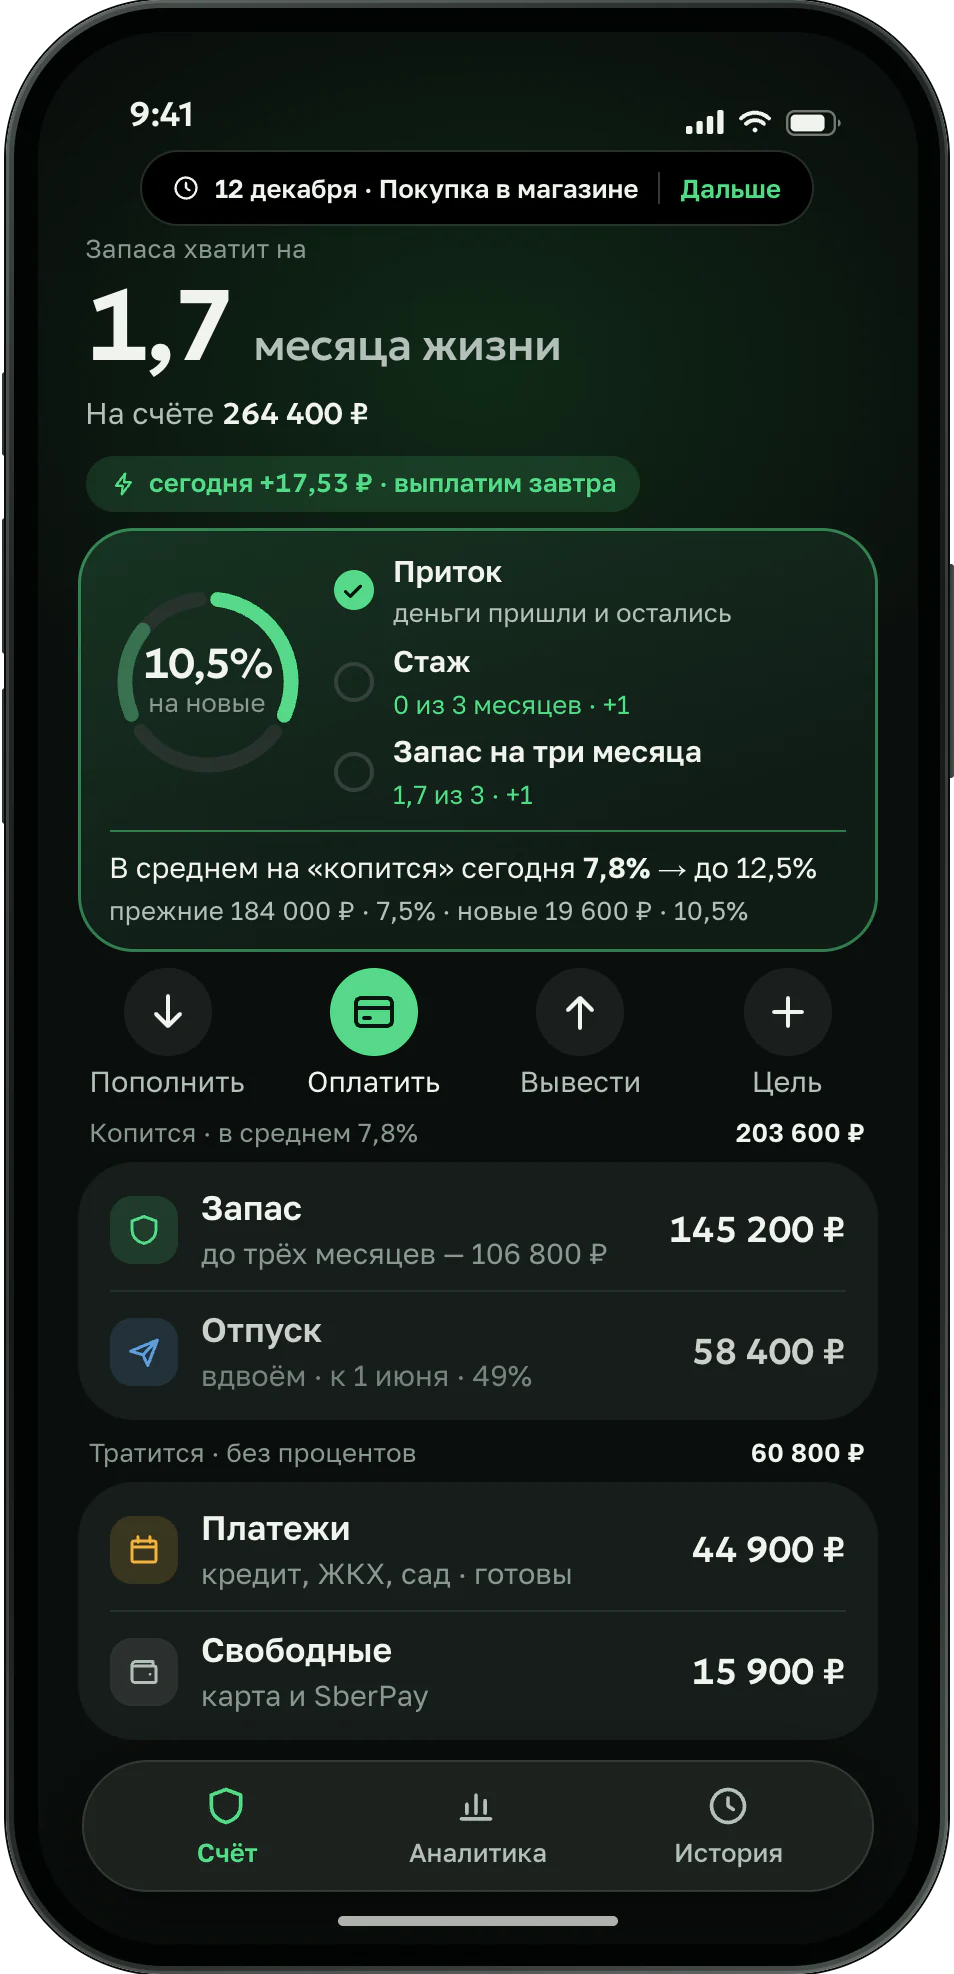 9:41
12 декабря · Покупка в магазине Дальше
Запаса хватит на
1,7 месяца жизни
На счёте 264 400 ₽
сегодня +17,53 ₽ · выплатим завтра
10,5%
на новые
Приток
деньги пришли и остались
Стаж
0 из 3 месяцев · +1
Запас на три месяца
1,7 из 3 · +1
В среднем на «копится» сегодня 7,8% → до 12,5%
прежние 184 000 ₽ · 7,5% · новые 19 600 ₽ · 10,5%
Пополнить Оплатить Вывести Цель
Копится · в среднем 7,8% 203 600 ₽
Запас 145 200 ₽
до трёх месяцев — 106 800 ₽
Отпуск 58 400 ₽
вдвоём · к 1 июня · 49%
Тратится · без процентов 60 800 ₽
Платежи 44 900 ₽
кредит, ЖКХ, сад · готовы
Свободные 15 900 ₽
карта и SberPay
Счёт Аналитика История